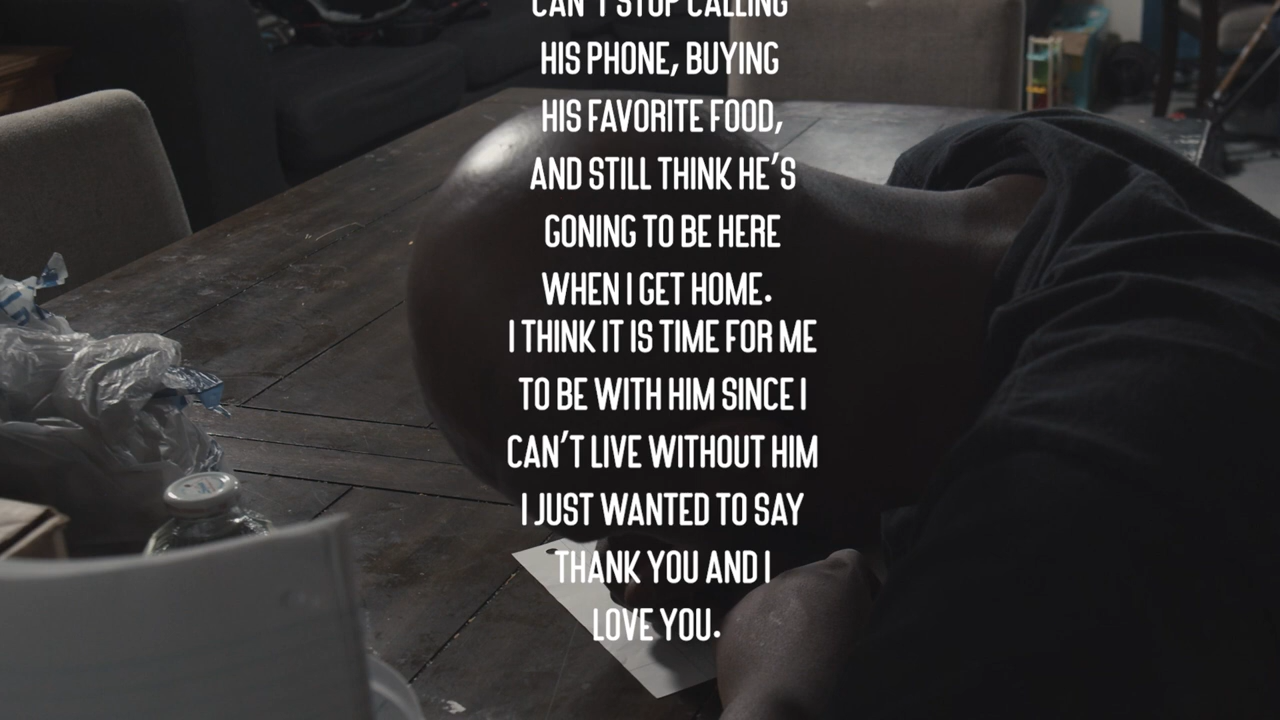 CAN'T STOP CALLING
HIS PHONE, BUYING
HIS FAVORITE FOOD,
AND STILL THINK HE'S
GONING TO BE HERE
WHEN I GET HOME.
I THINK IT IS TIME FOR ME
TO BE WITH HIM SINCE I
CAN'T LIVE WITHOUT HIM
I JUST WANTED TO SAY
THANK YOU AND I
LOVE YOU.